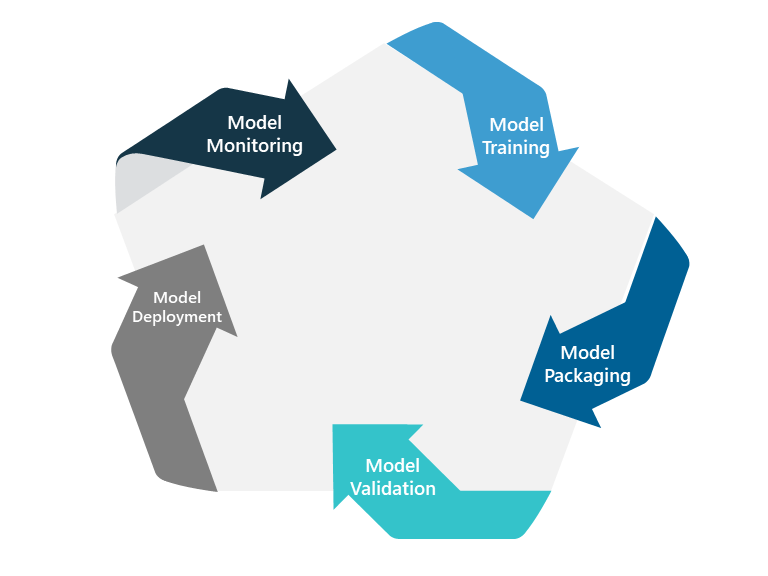 Model
Monitoring
Model
Training
Model
Packaging
Model
Validation
Model
Deployment